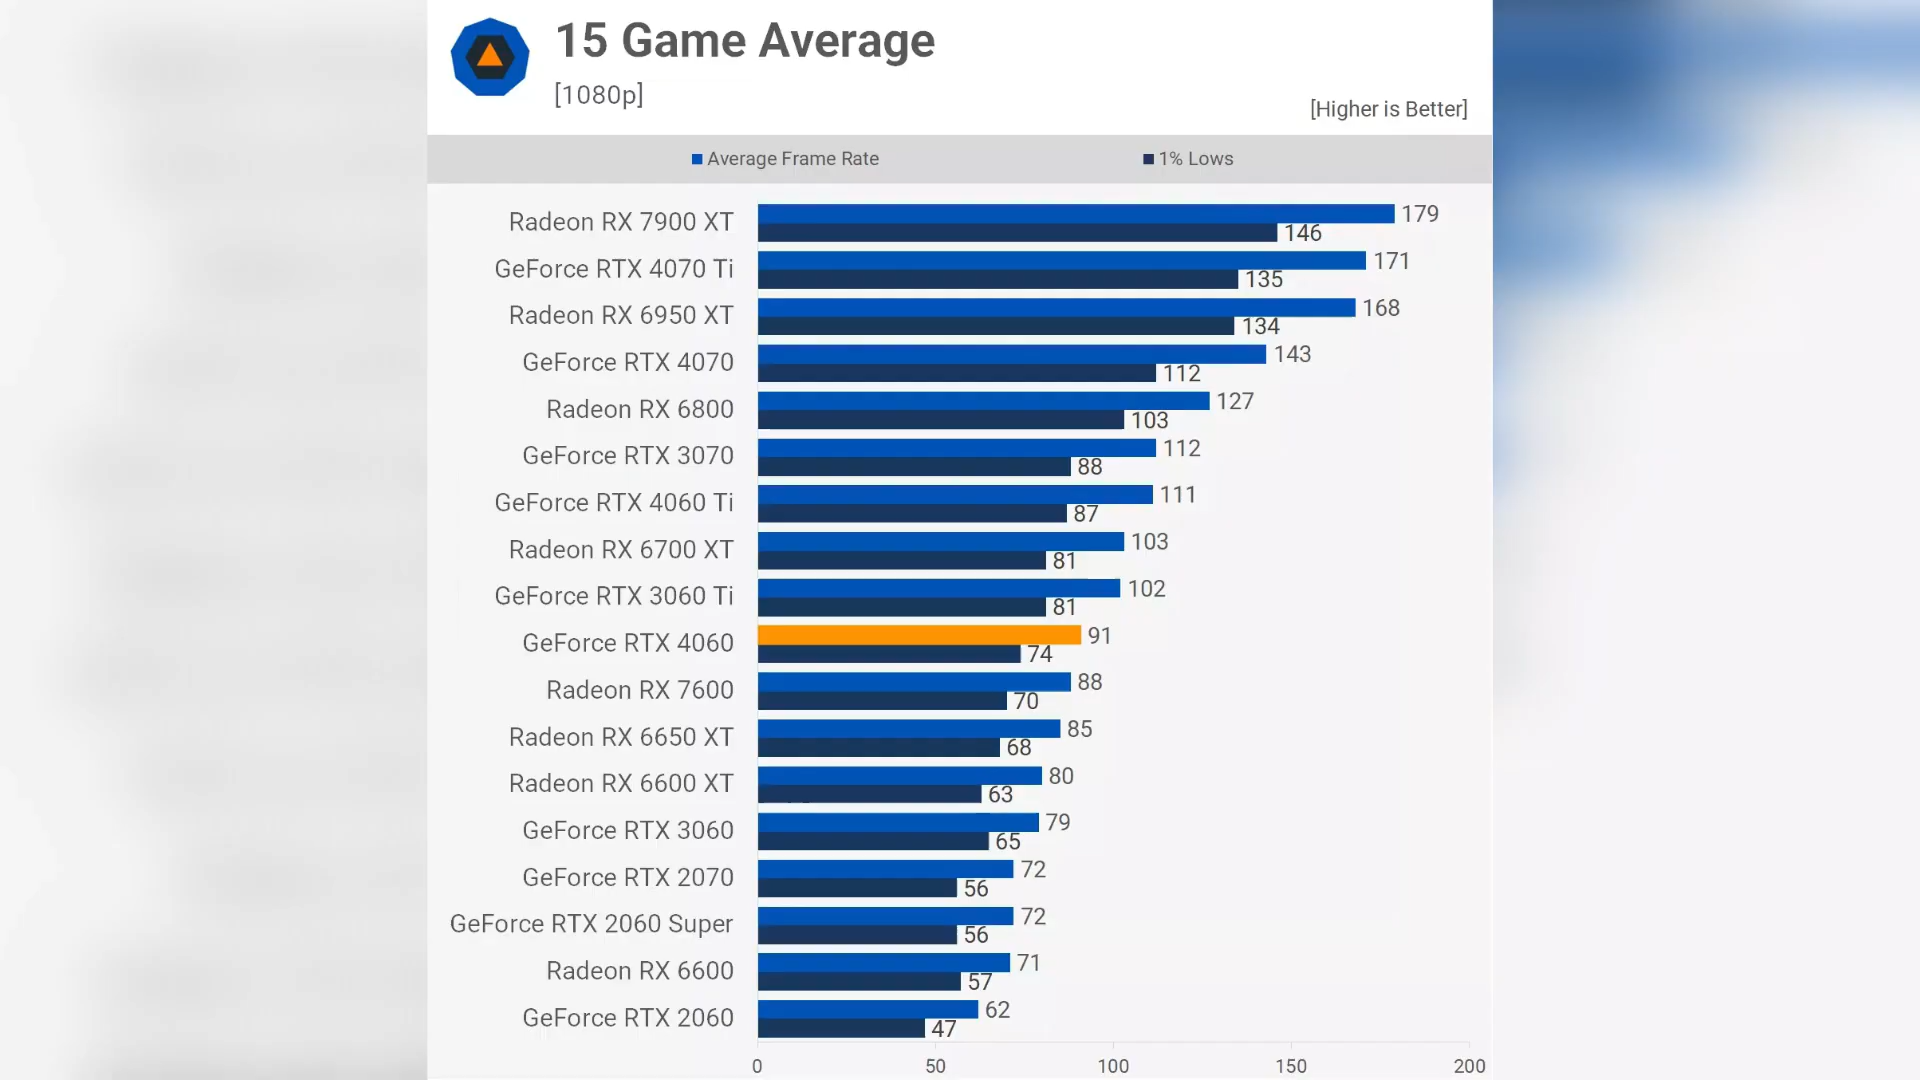 15 Game Average
[1080p]
[Higher is Better]
Average Frame Rate
1% Lows
Radeon RX 7900 XT
179
146
GeForce RTX 4070 Ti
171
135
Radeon RX 6950 XT
168
134
GeForce RTX 4070
143
112
Radeon RX 6800
127
103
GeForce RTX 3070
112
88
GeForce RTX 4060 Ti
111
87
Radeon RX 6700 XT
103
81
GeForce RTX 3060 Ti
102
81
GeForce RTX 4060
91
74
Radeon RX 7600
88
70
Radeon RX 6650 XT
85
68
Radeon RX 6600 XT
80
63
GeForce RTX 3060
79
65
GeForce RTX 2070
72
56
GeForce RTX 2060 Super
72
56
Radeon RX 6600
71
57
GeForce RTX 2060
62
47
0 50 100 150 200